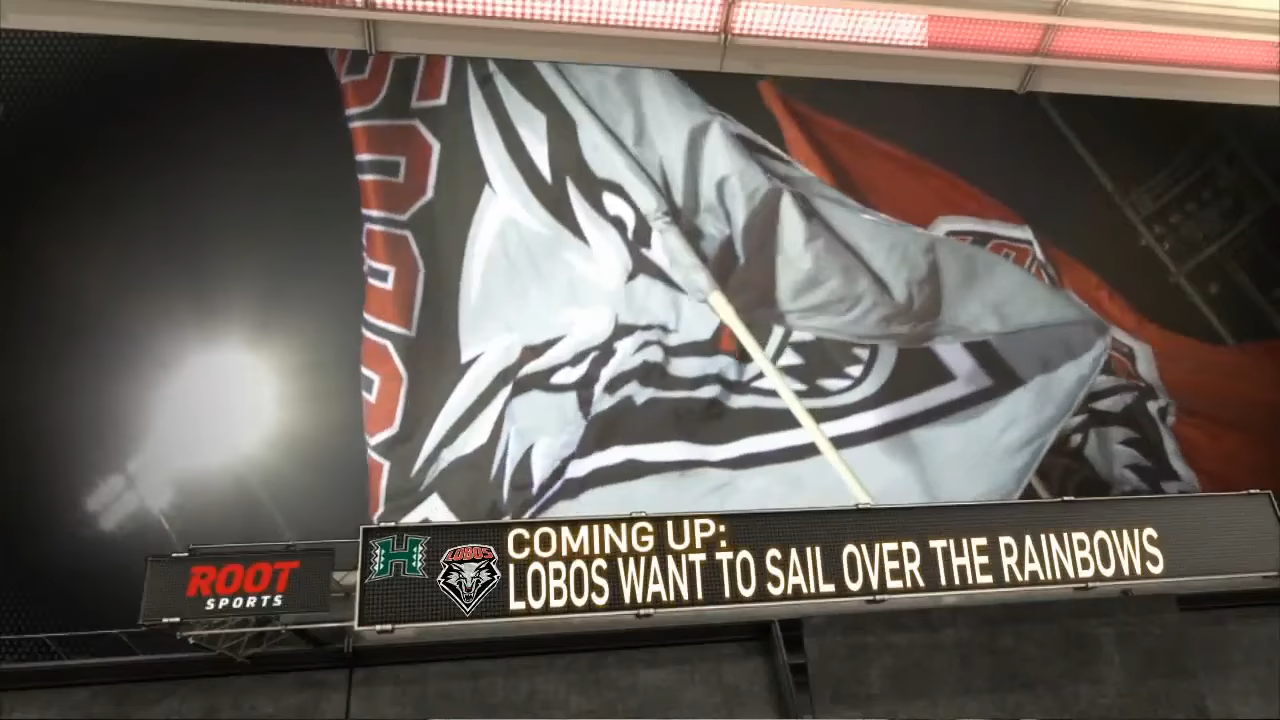 COMING UP:
LOBOS WANT TO SAIL OVER THE RAINBOWS
H
LOBOS
ROOT
SPORTS